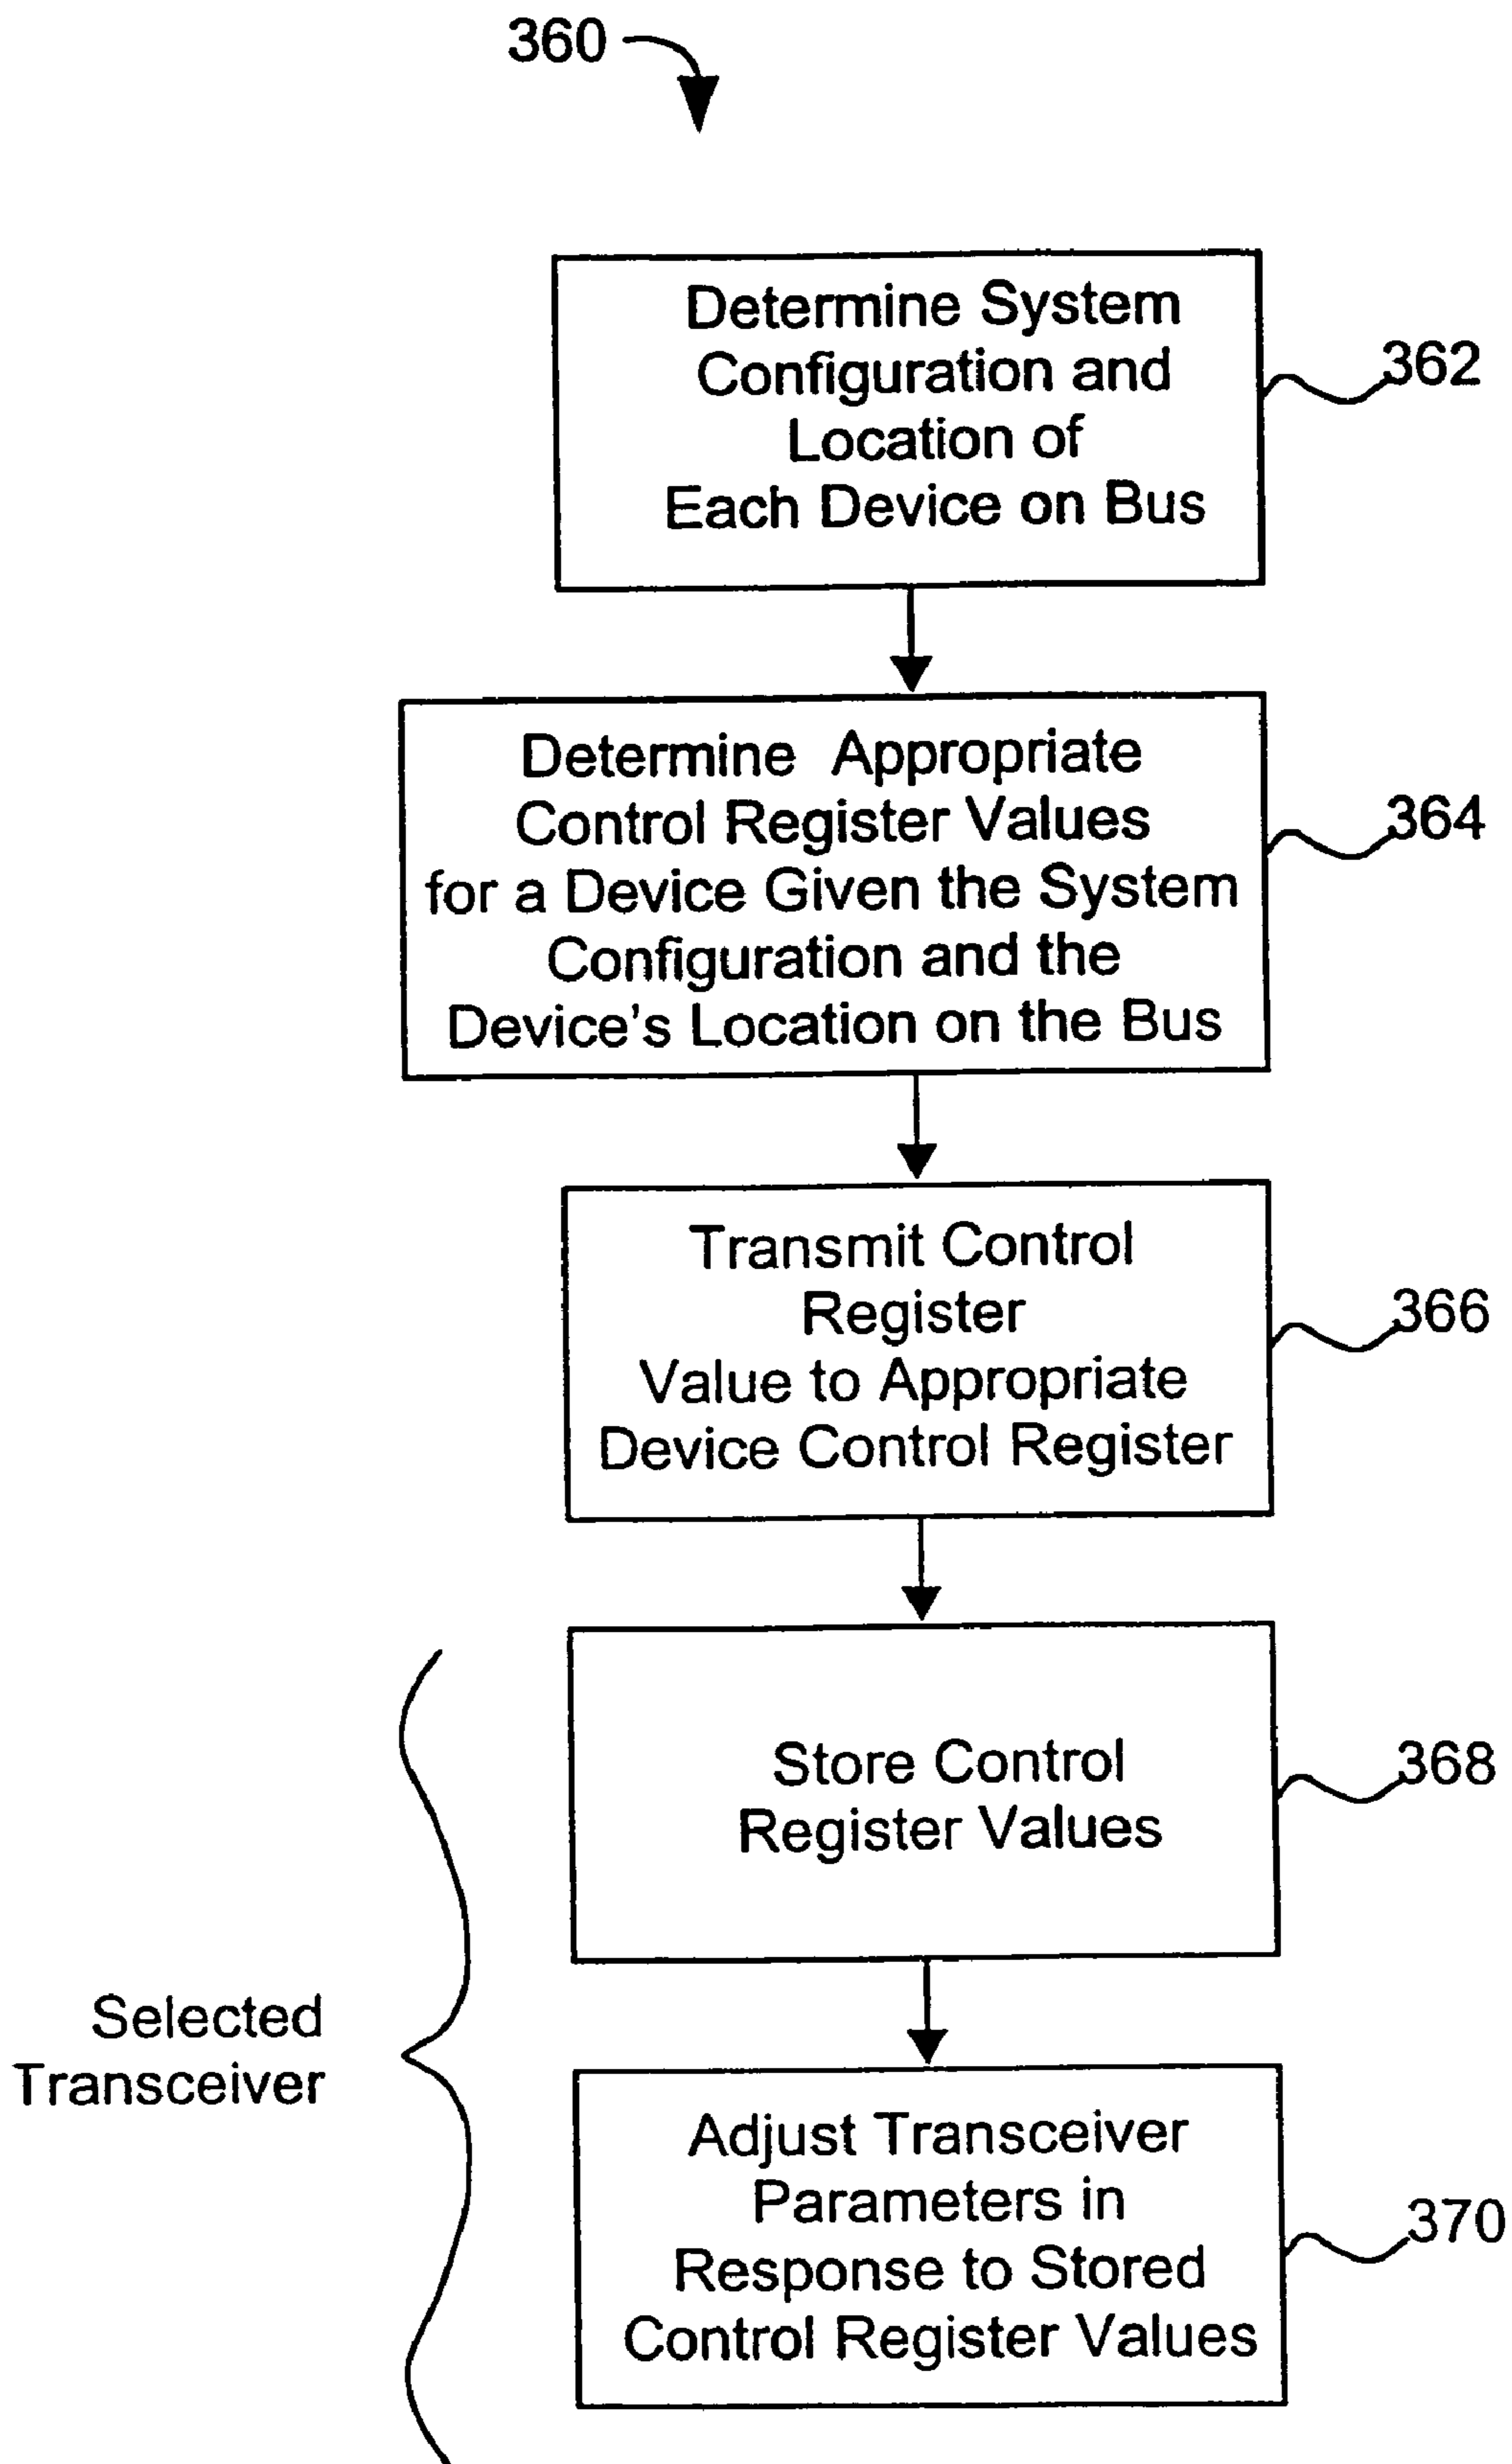 360
Determine System
Configuration and
Location of
Each Device on Bus
362
Determine Appropriate
Control Register Values
for a Device Given the System
Configuration and the
Device's Location on the Bus
364
Transmit Control
Register
Value to Appropriate
Device Control Register
366
Store Control
Register Values
368
Selected
Transceiver
Adjust Transceiver
Parameters in
Response to Stored
Control Register Values
370